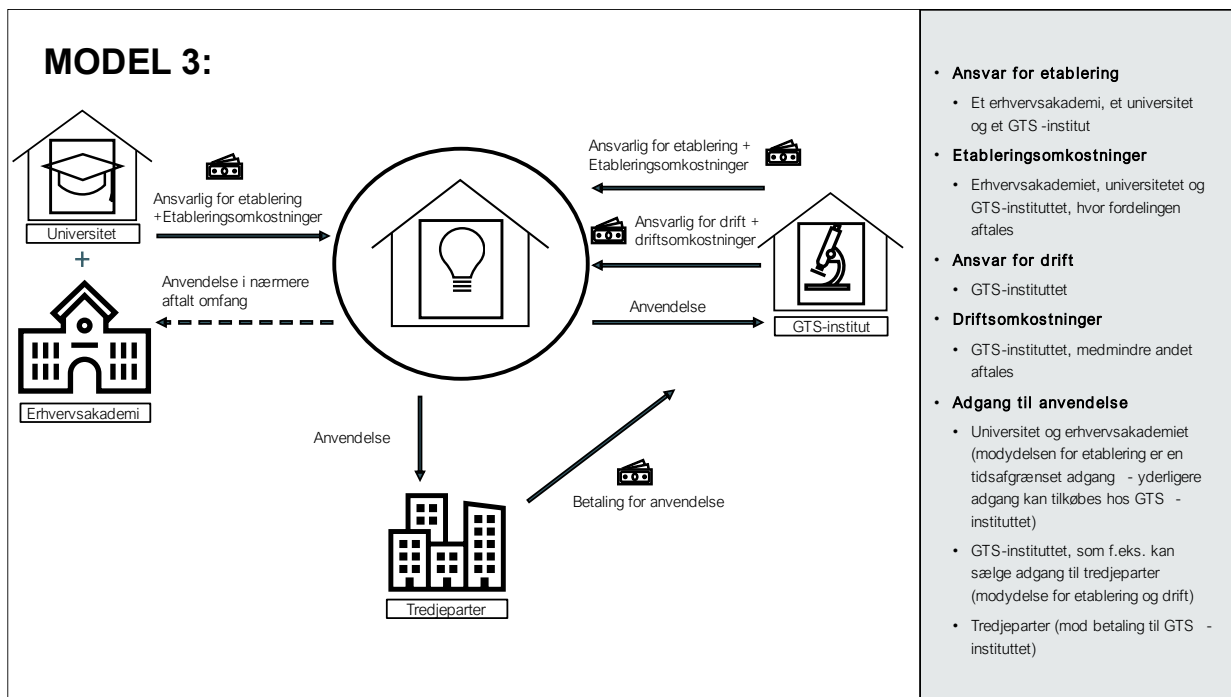 MODEL 3:
Universitet
+
Erhvervsakademi
Ansvarlig for etablering
+Etableringsomkostninger
Anvendelse i nærmere
aftalt omfang
Ansvarlig for etablering +
Etableringsomkostninger
Ansvarlig for drift +
driftsomkostninger
Anvendelse
GTS-institut
Anvendelse
Betaling for anvendelse
Tredjeparter
• Ansvar for etablering
• Et erhvervsakademi, et universitet
og et GTS -institut
• Etableringsomkostninger
• Erhvervsakademiet, universitetet og
GTS-instituttet, hvor fordelingen
aftales
• Ansvar for drift
• GTS-instituttet
• Driftsomkostninger
• GTS-instituttet, medmindre andet
aftales
• Adgang til anvendelse
• Universitet og erhvervsakademiet
(modydelsen for etablering er en
tidsafgrænset adgang - yderligere
adgang kan tilkøbes hos GTS -
instituttet)
• GTS-instituttet, som f.eks. kan
sælge adgang til tredjeparter
(modydelse for etablering og drift)
• Tredjeparter (mod betaling til GTS -
instituttet)